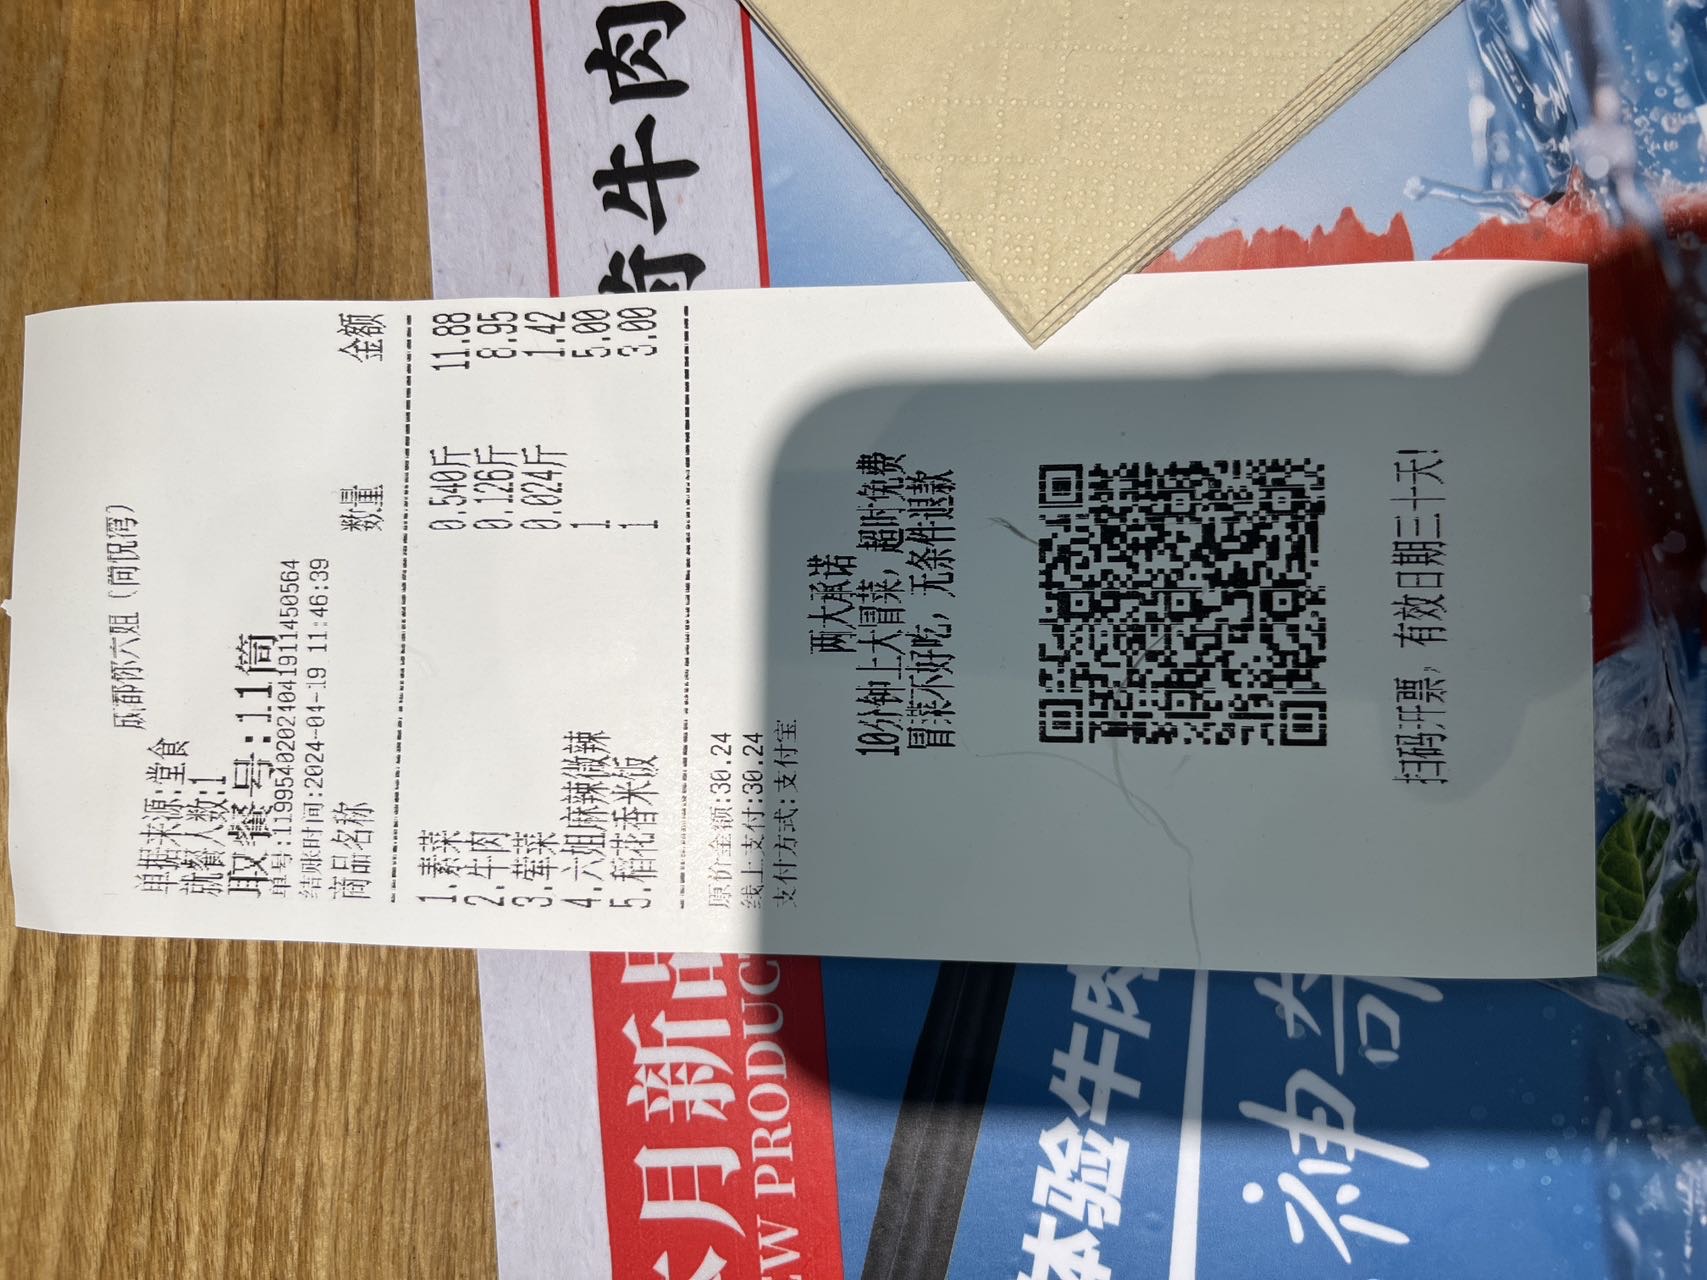 成都你六姐(尚悦湾)
单据来源:堂食
就餐人数:1
取餐号:11筒
单号:11995402024041911450564
结账时间:2024-04-19 11:46:39
商品名称 数量 金额
1.素菜 0.540斤 11.88
2.牛肉 0.126斤 8.95
3.荤菜 0.024斤 1.42
4.六姐麻辣微辣 1 5.00
5.稻花香米饭 1 3.00
原价金额:30.24
线上支付:30.24
支付方式:支付宝
两大承诺
10分钟上大冒菜, 超时免费
冒菜不好吃, 无条件退款
扫码开票, 有效日期三十天!
牛肉
本月新品
NEW PRODUC
体验牛肉
神奇